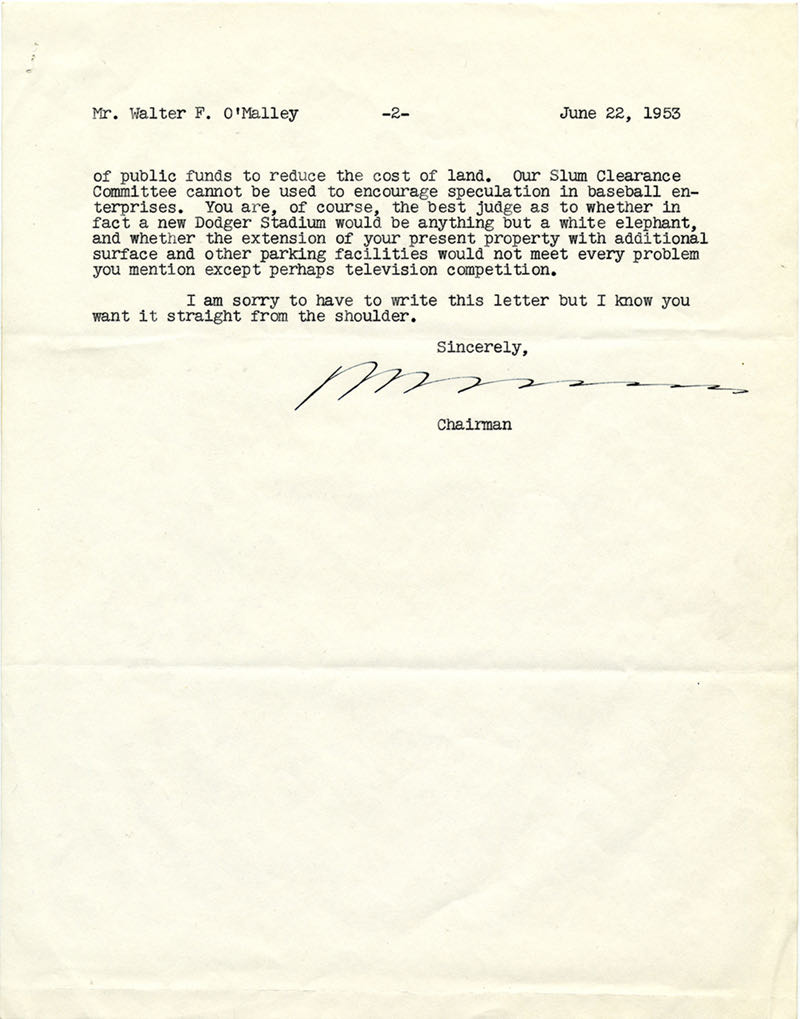 Mr. Walter F. O'Malley -2- June 22, 1953
of public funds to reduce the cost of land. Our Slum Clearance
Committee cannot be used to encourage speculation in baseball en-
terprises. You are, of course, the best judge as to whether in
fact a new Dodger Stadium would be anything but a white elephant,
and whether the extension of your present property with additional
surface and other parking facilities would not meet every problem
you mention except perhaps television competition.
I am sorry to have to write this letter but I know you
want it straight from the shoulder.
Sincerely,
Chairman